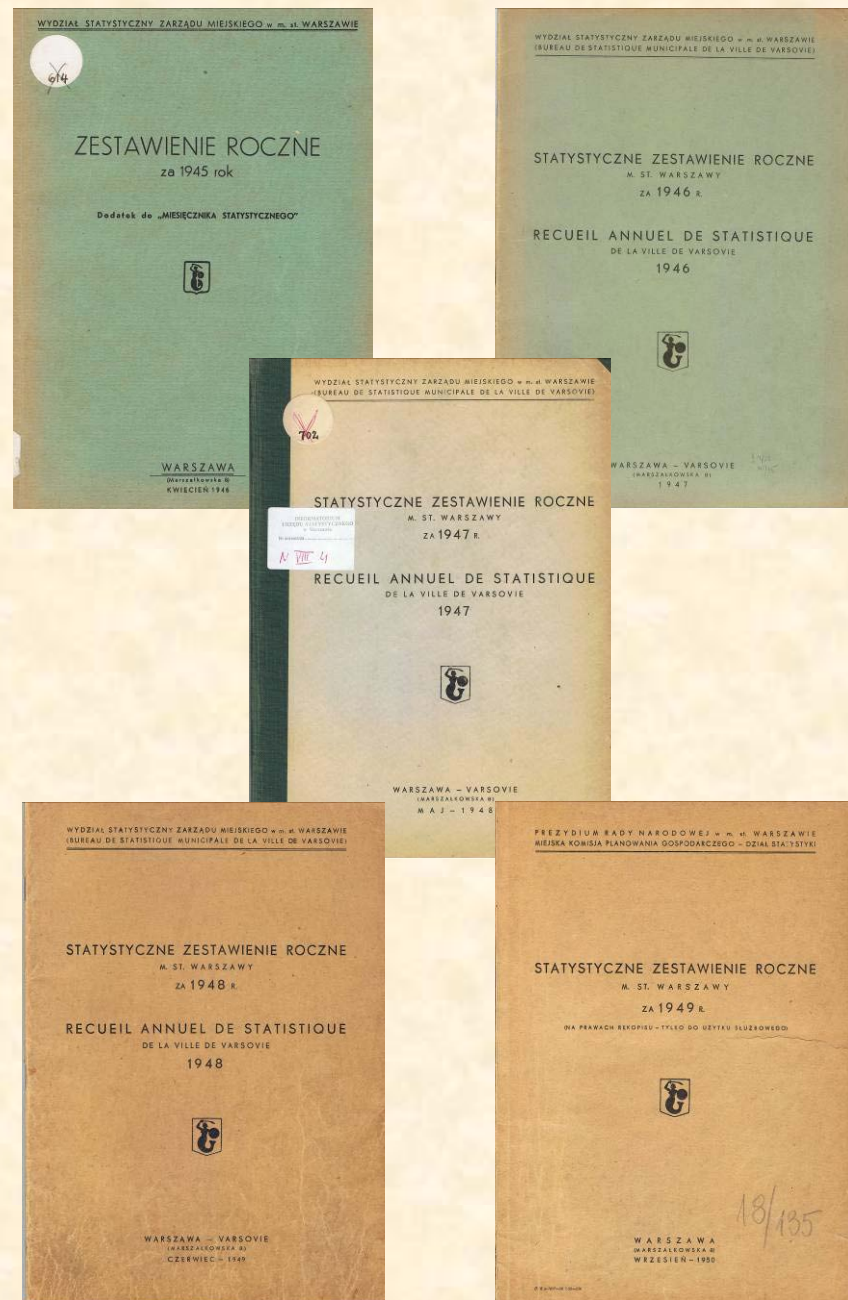 WYDZIAŁ STATYSTYCZNY ZARZĄDU MIEJSKIEGO w m. st. WARSZAWIE
614
ZESTAWIENIE ROCZNE
za 1945 rok
Dodatek do „MIESIĘCZNIKA STATYSTYCZNEGO"
WARSZAWA
(Marszałkowska 8)
KWIECIEŃ 1946
WYDZIAŁ STATYSTYCZNY ZARZĄDU MIEJSKIEGO w m. st. WARSZAWIE
(BUREAU DE STATISTIQUE MUNICIPALE DE LA VILLE DE VARSOVIE)
STATYSTYCZNE ZESTAWIENIE ROCZNE
M. ST. WARSZAWY
ZA 1946 R.
RECUEIL ANNUEL DE STATISTIQUE
DE LA VILLE DE VARSOVIE
1946
WARSZAWA – VARSOVIE
(MARSZAŁKOWSKA 8)
1947
WYDZIAŁ STATYSTYCZNY ZARZĄDU MIEJSKIEGO w m. st. WARSZAWIE
(BUREAU DE STATISTIQUE MUNICIPALE DE LA VILLE DE VARSOVIE)
702
STATYSTYCZNE ZESTAWIENIE ROCZNE
M. ST. WARSZAWY
ZA 1947 R.
N VIII 4
RECUEIL ANNUEL DE STATISTIQUE
DE LA VILLE DE VARSOVIE
1947
WARSZAWA – VARSOVIE
(MARSZAŁKOWSKA 8)
MAJ – 1948
WYDZIAŁ STATYSTYCZNY ZARZĄDU MIEJSKIEGO w m. st. WARSZAWIE
(BUREAU DE STATISTIQUE MUNICIPALE DE LA VILLE DE VARSOVIE)
STATYSTYCZNE ZESTAWIENIE ROCZNE
M. ST. WARSZAWY
ZA 1948 R.
RECUEIL ANNUEL DE STATISTIQUE
DE LA VILLE DE VARSOVIE
1948
WARSZAWA – VARSOVIE
(MARSZAŁKOWSKA 8)
CZERWIEC – 1949
PREZYDIUM RADY NARODOWEJ w m. st. WARSZAWIE
MIEJSKA KOMISJA PLANOWANIA GOSPODARCZEGO – DZIAŁ STATYSTYKI
STATYSTYCZNE ZESTAWIENIE ROCZNE
M. ST. WARSZAWY
ZA 1949 R.
(NA PRAWACH RĘKOPISU – TYLKO DO UŻYTKU SŁUŻBOWEGO)
18/135
WARSZAWA
(MARSZAŁKOWSKA 8)
WRZESIEŃ – 1950